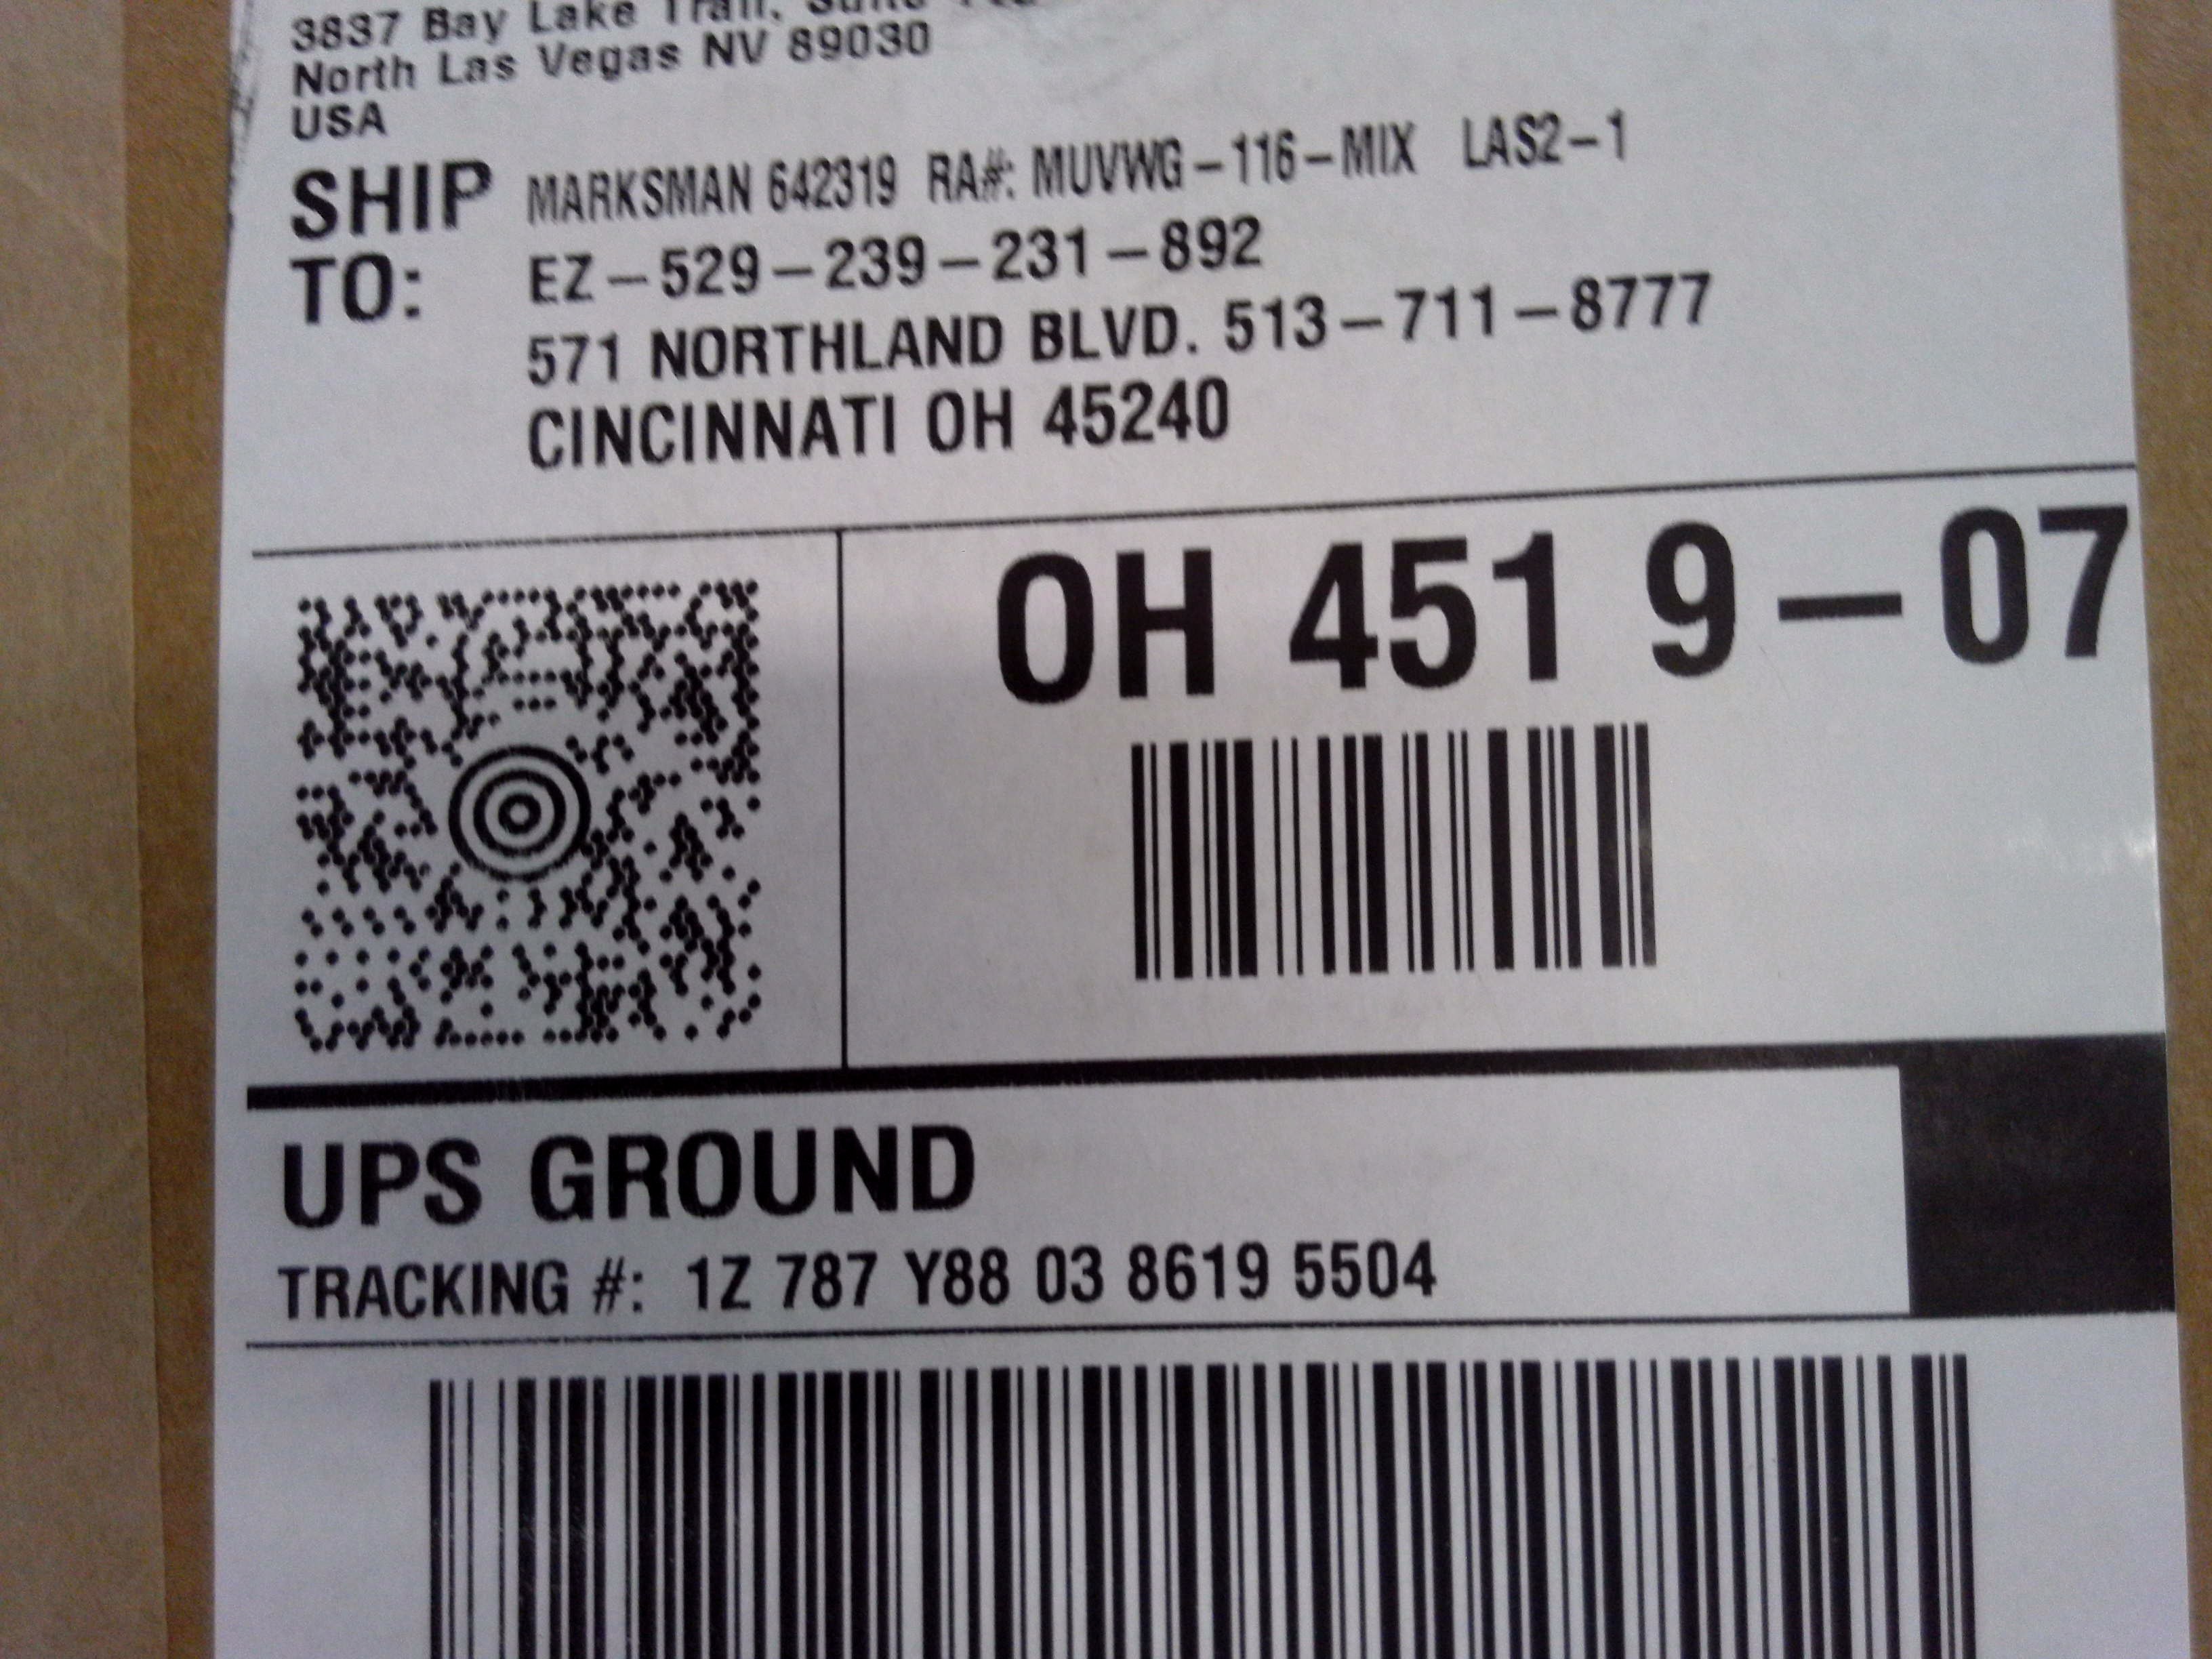 3837 Bay Lake Trail, Suite
North Las Vegas NV 89030
USA
SHIP TO:
MARKSMAN 642319 RA#: MUVWG-116-MIX LAS2-1
EZ-529-239-231-892
571 NORTHLAND BLVD. 513-711-8777
CINCINNATI OH 45240
OH 451 9-07
UPS GROUND
TRACKING #: 1Z 787 Y88 03 8619 5504